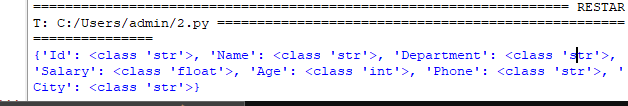 ====================================================================== RESTAR
T: C:/Users/admin/2.py =====================================================
================
{'Id': <class 'str'>, 'Name': <class 'str'>, 'Department': <class 'str'>,
'Salary': <class 'float'>, 'Age': <class 'int'>, 'Phone': <class 'str'>, '
City': <class 'str'>}